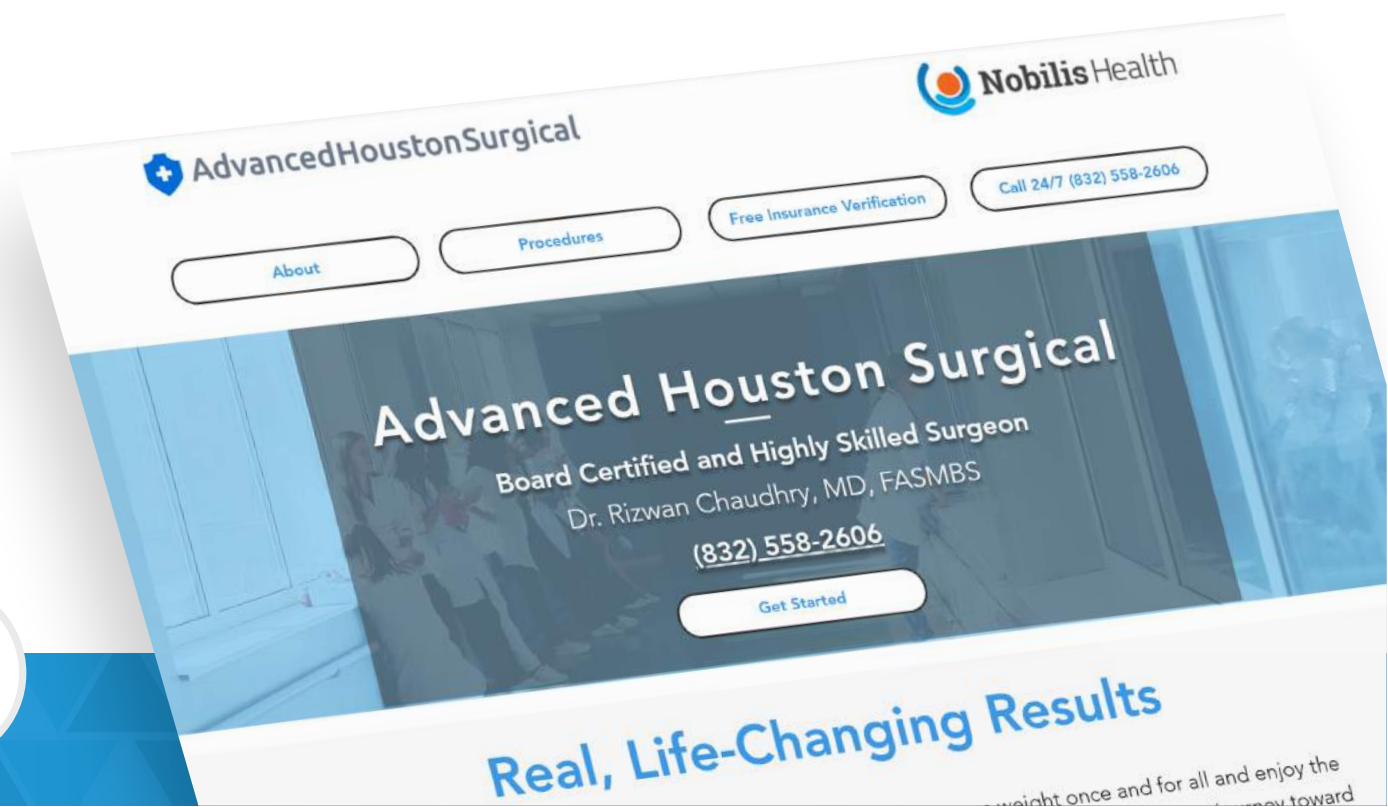 AdvancedHoustonSurgical
Nobilis Health
About
Procedures
Free Insurance Verification
Call 24/7 (832) 558-2606
Advanced Houston Surgical
Board Certified and Highly Skilled Surgeon
Dr. Rizwan Chaudhry, MD, FASMBS
(832) 558-2606
Get Started
Real, Life-Changing Results
weight once and for all and enjoy the
toward